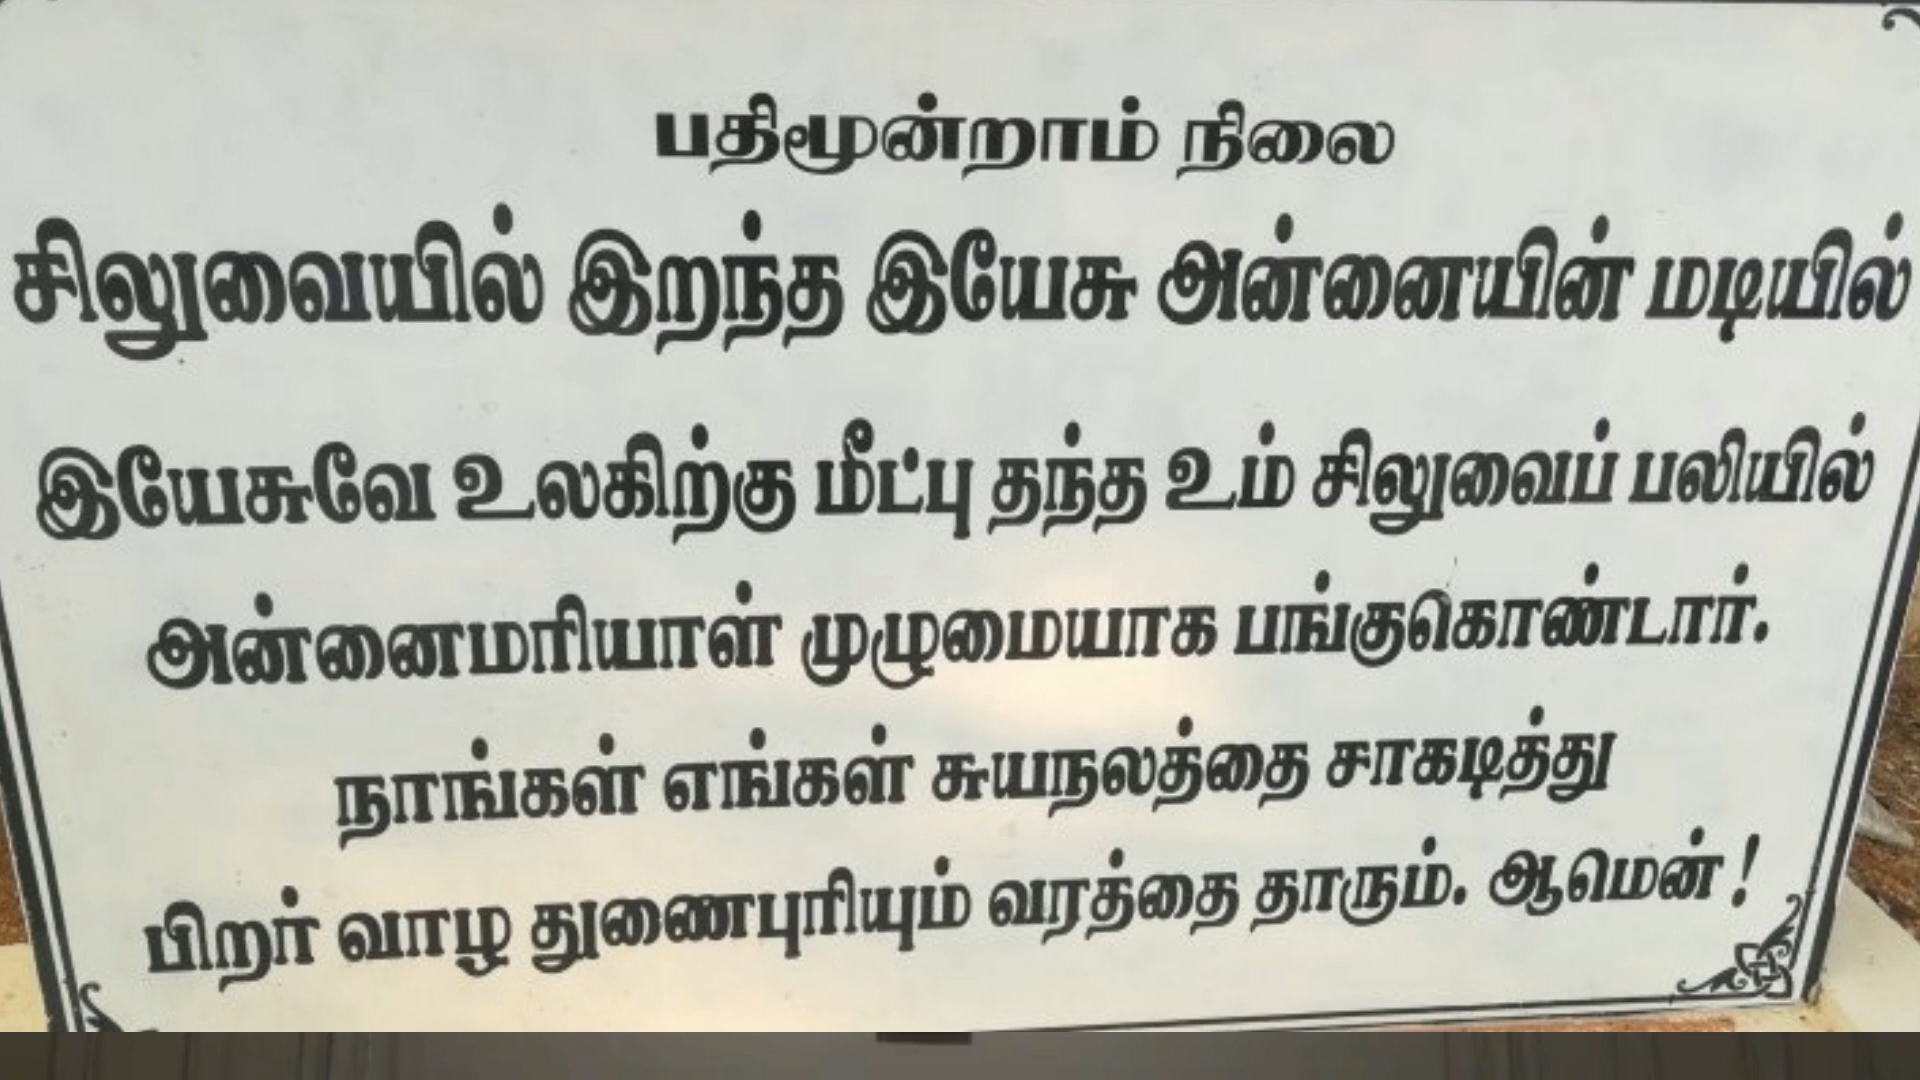 பதிமூன்றாம் நிலை
சிலுவையில் இறந்த இயேசு அன்னையின் மடியில்
இயேசுவே உலகிற்கு மீட்பு தந்த உம் சிலுவைப் பலியில்
அன்னைமரியாள் முழுமையாக பங்குகொண்டார்.
நாங்கள் எங்கள் சுயநலத்தை சாகடித்து
பிறர் வாழ துணைபுரியும் வரத்தை தாரும். ஆமென் !